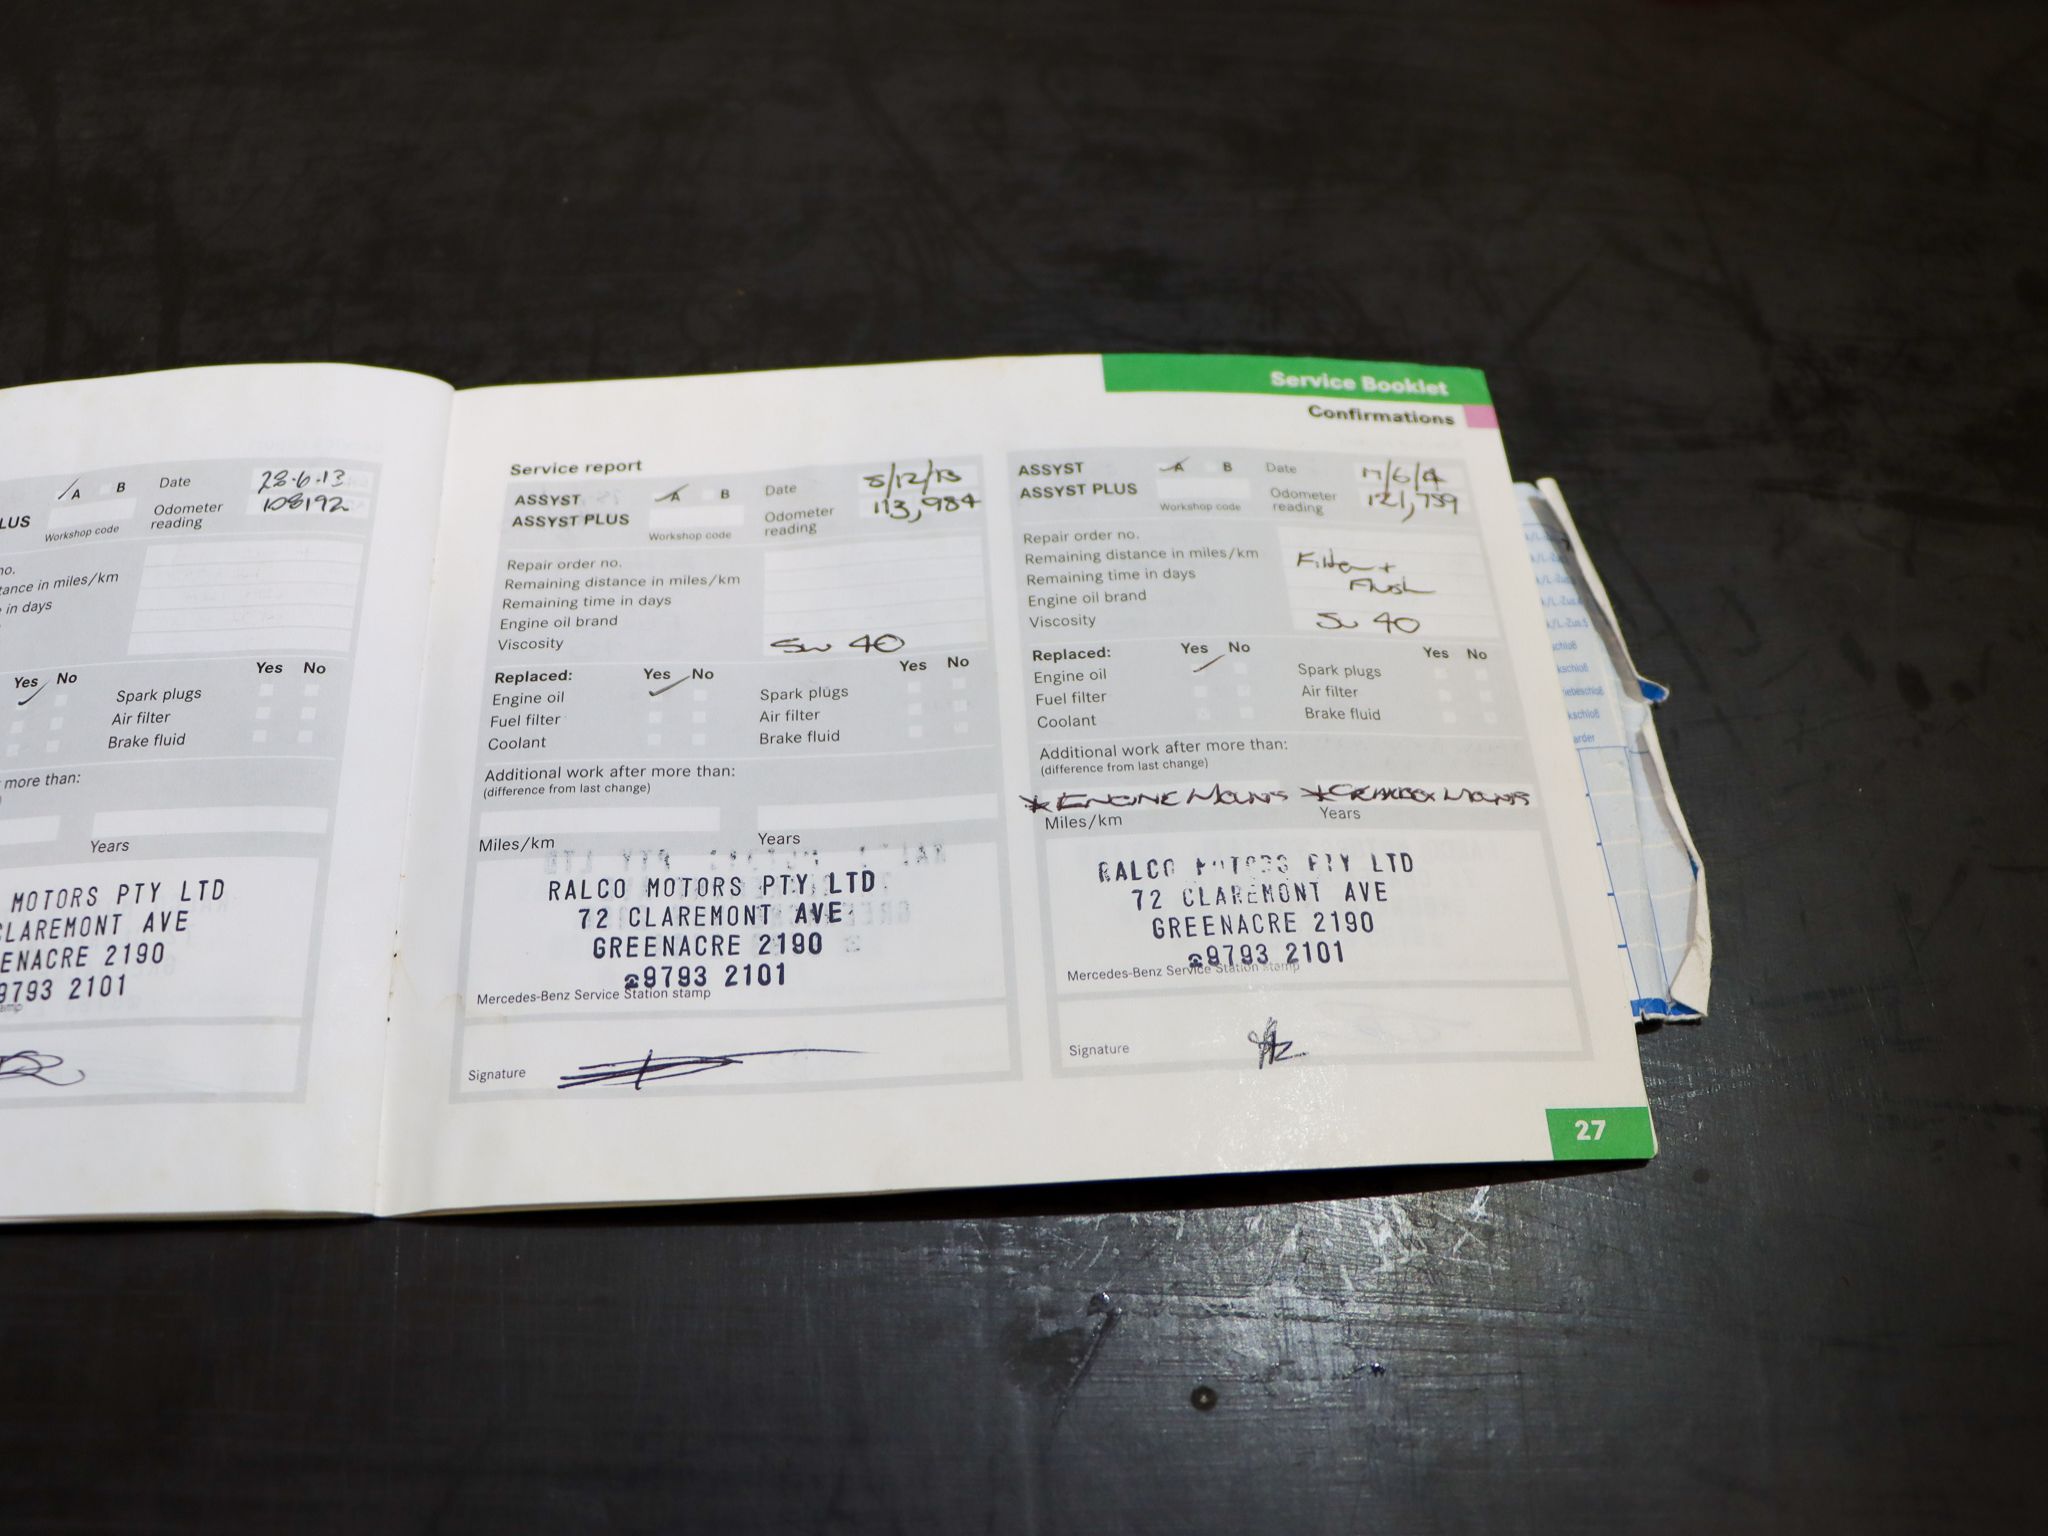 Service Booklet
Confirmations
A B Date 28.6.13
PLUS
Workshop code
Odometer reading 108192
no.
tance in miles/km
in days
Yes No
Spark plugs
Air filter
Brake fluid
Yes No
more than:
Years
MOTORS PTY LTD
CLAREMONT AVE
ENACRE 2190
9793 2101
Service report
ASSYST A B Date 5/12/13
ASSYST PLUS
Workshop code
Odometer reading 113,984
Repair order no.
Remaining distance in miles/km
Remaining time in days
Engine oil brand
Viscosity 5w 40
Replaced: Yes No
Engine oil
Fuel filter
Coolant
Yes No
Spark plugs
Air filter
Brake fluid
Additional work after more than:
(difference from last change)
Miles/km Years
RALCO MOTORS PTY LTD
72 CLAREMONT AVE
GREENACRE 2190
☎9793 2101
Mercedes-Benz Service Station stamp
Signature
ASSYST A B Date
ASSYST PLUS
Workshop code
Odometer reading 121,759
Repair order no.
Remaining distance in miles/km
Remaining time in days
Engine oil brand
Filter + Flush
Viscosity 5w 40
Replaced: Yes No
Engine oil
Fuel filter
Coolant
Yes No
Spark plugs
Air filter
Brake fluid
Additional work after more than:
(difference from last change)
*ENGINE MOUNTS *GEARBOX MOUNTS
Miles/km Years
RALCO MOTORS PTY LTD
72 CLAREMONT AVE
GREENACRE 2190
☎9793 2101
Mercedes-Benz Service Station stamp
Signature
27